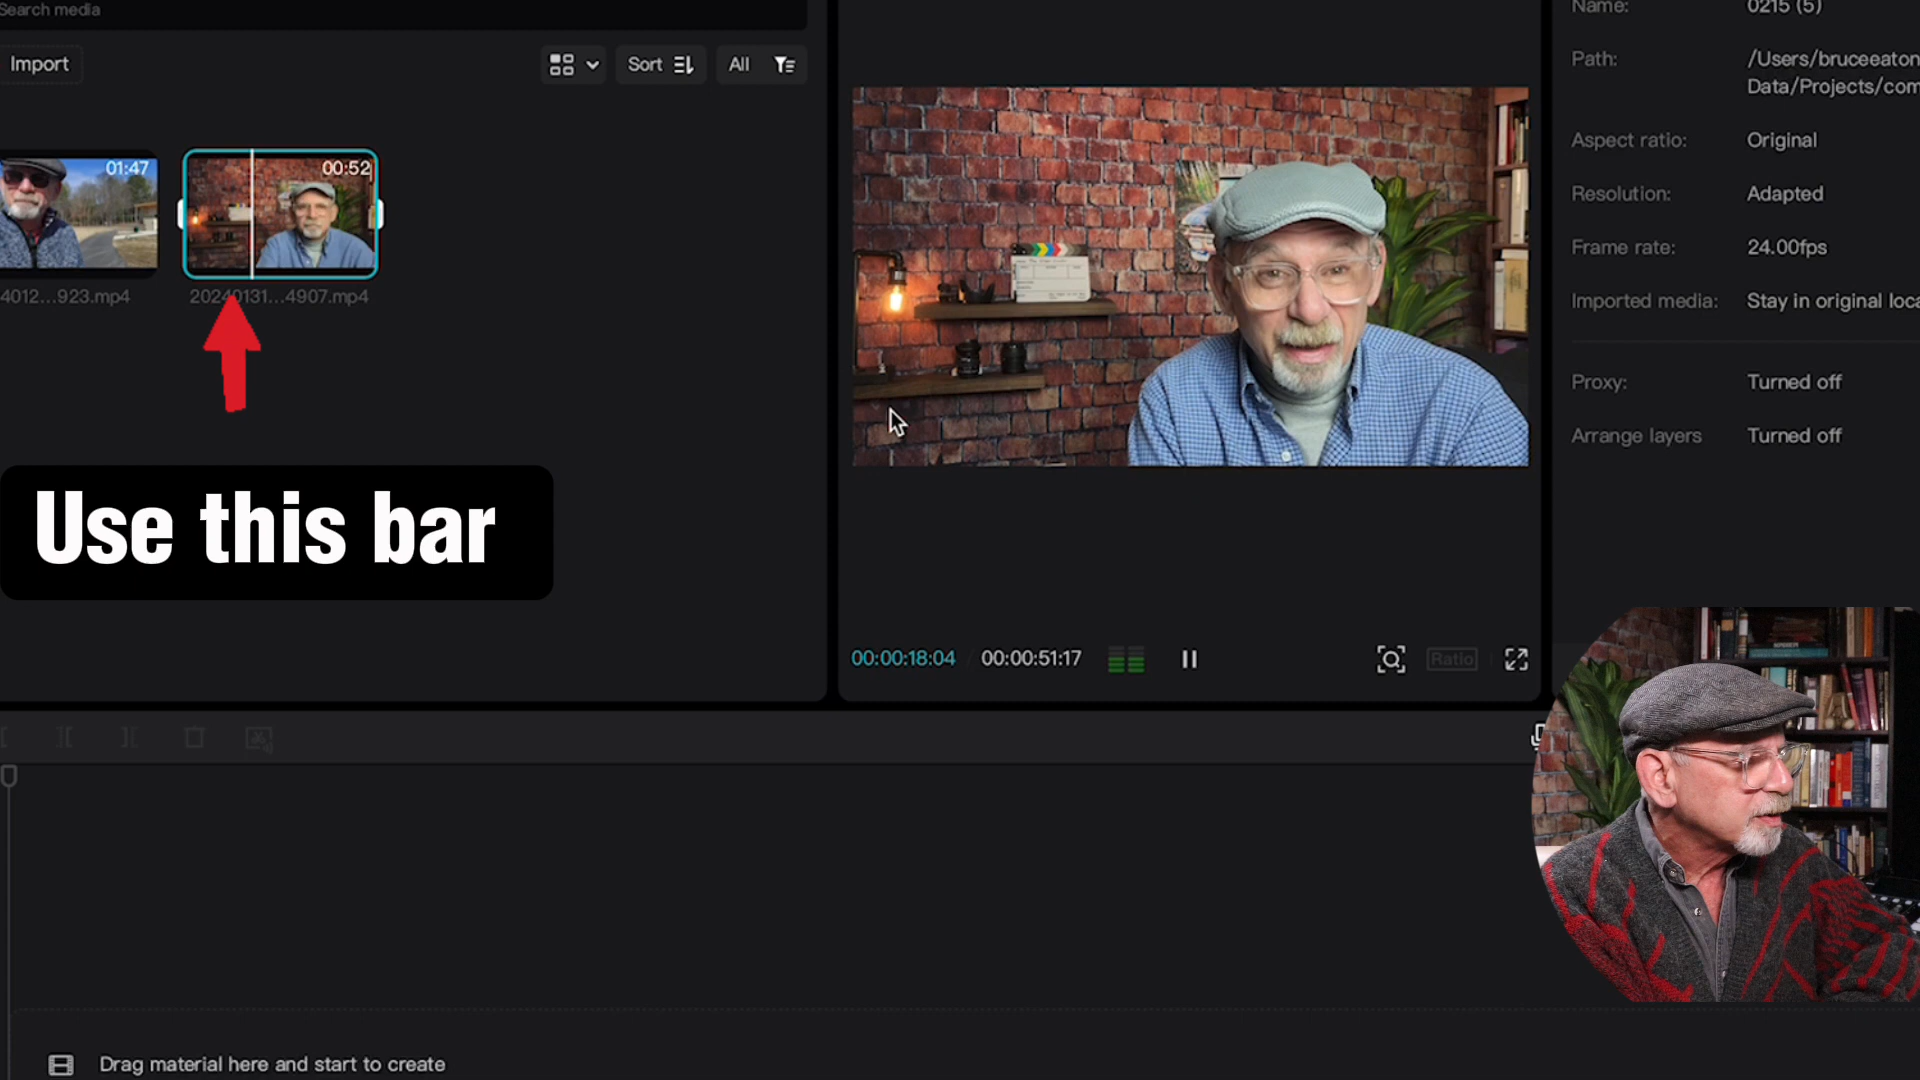 Search media
Import
Sort
All
01:47
00:52
4012...923.mp4
20240131...4907.mp4
Use this bar
00:00:18:04 / 00:00:51:17
Ratio
Name: 0215 (5)
Path: /Users/bruceeaton
Data/Projects/com
Aspect ratio: Original
Resolution: Adapted
Frame rate: 24.00fps
Imported media: Stay in original loca
Proxy: Turned off
Arrange layers Turned off
Drag material here and start to create